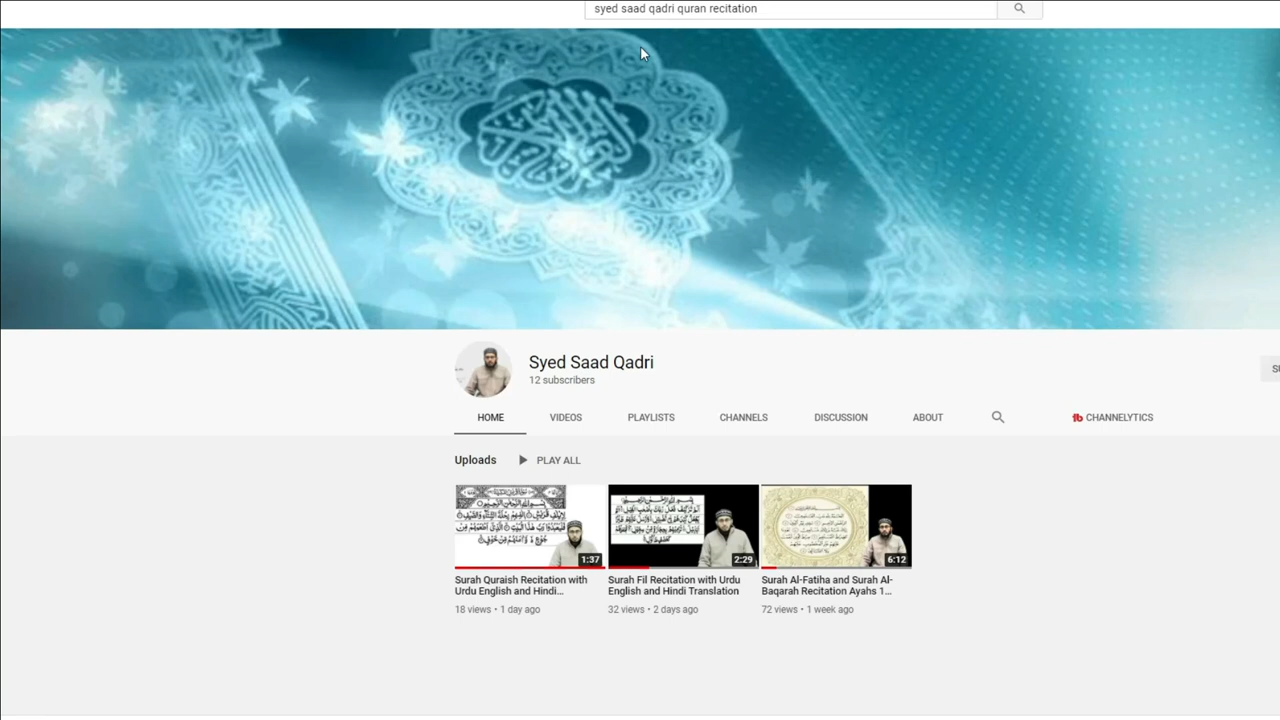 syed saad qadri quran recitation
Syed Saad Qadri
12 subscribers
HOME VIDEOS PLAYLISTS CHANNELS DISCUSSION ABOUT CHANNELYTICS
Uploads PLAY ALL
1:37 2:29 6:12
Surah Quraish Recitation with
Urdu English and Hindi...
18 views • 1 day ago
Surah Fil Recitation with Urdu
English and Hindi Translation
32 views • 2 days ago
Surah Al-Fatiha and Surah Al-
Baqarah Recitation Ayahs 1...
72 views • 1 week ago